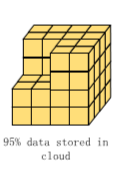 95% data stored in
cloud